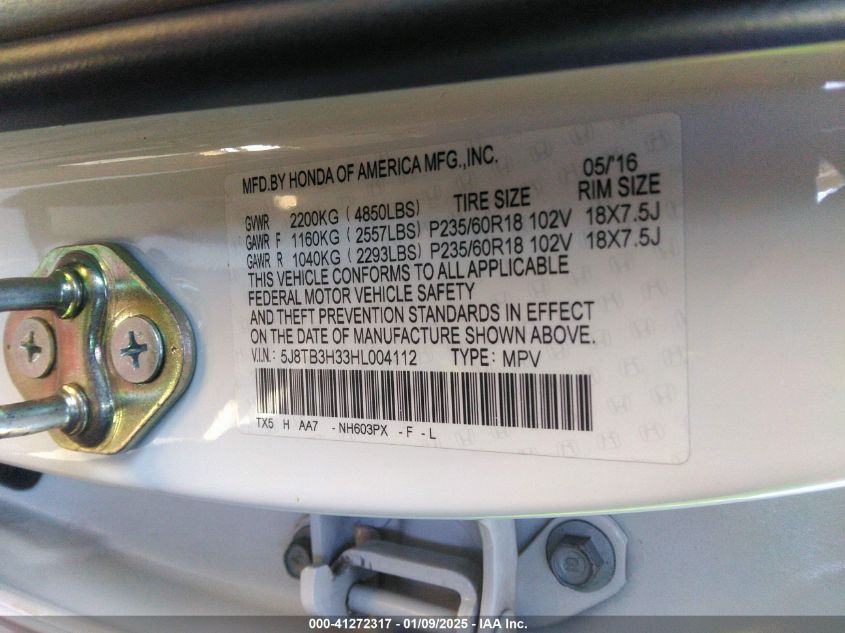 MFD.BY HONDA OF AMERICA MFG.,INC. 05/'16
GVWR 2200KG ( 4850LBS) TIRE SIZE RIM SIZE
GAWR F 1160KG ( 2557LBS) P235/60R18 102V 18X7.5J
GAWR R 1040KG ( 2293LBS) P235/60R18 102V 18X7.5J
THIS VEHICLE CONFORMS TO ALL APPLICABLE
FEDERAL MOTOR VEHICLE SAFETY
AND THEFT PREVENTION STANDARDS IN EFFECT
ON THE DATE OF MANUFACTURE SHOWN ABOVE.
V.I.N.: 5J8TB3H33HL004112 TYPE: MPV
TX5 H AA7 -NH603PX -F -L
000-41272317 - 01/09/2025 - IAA Inc.